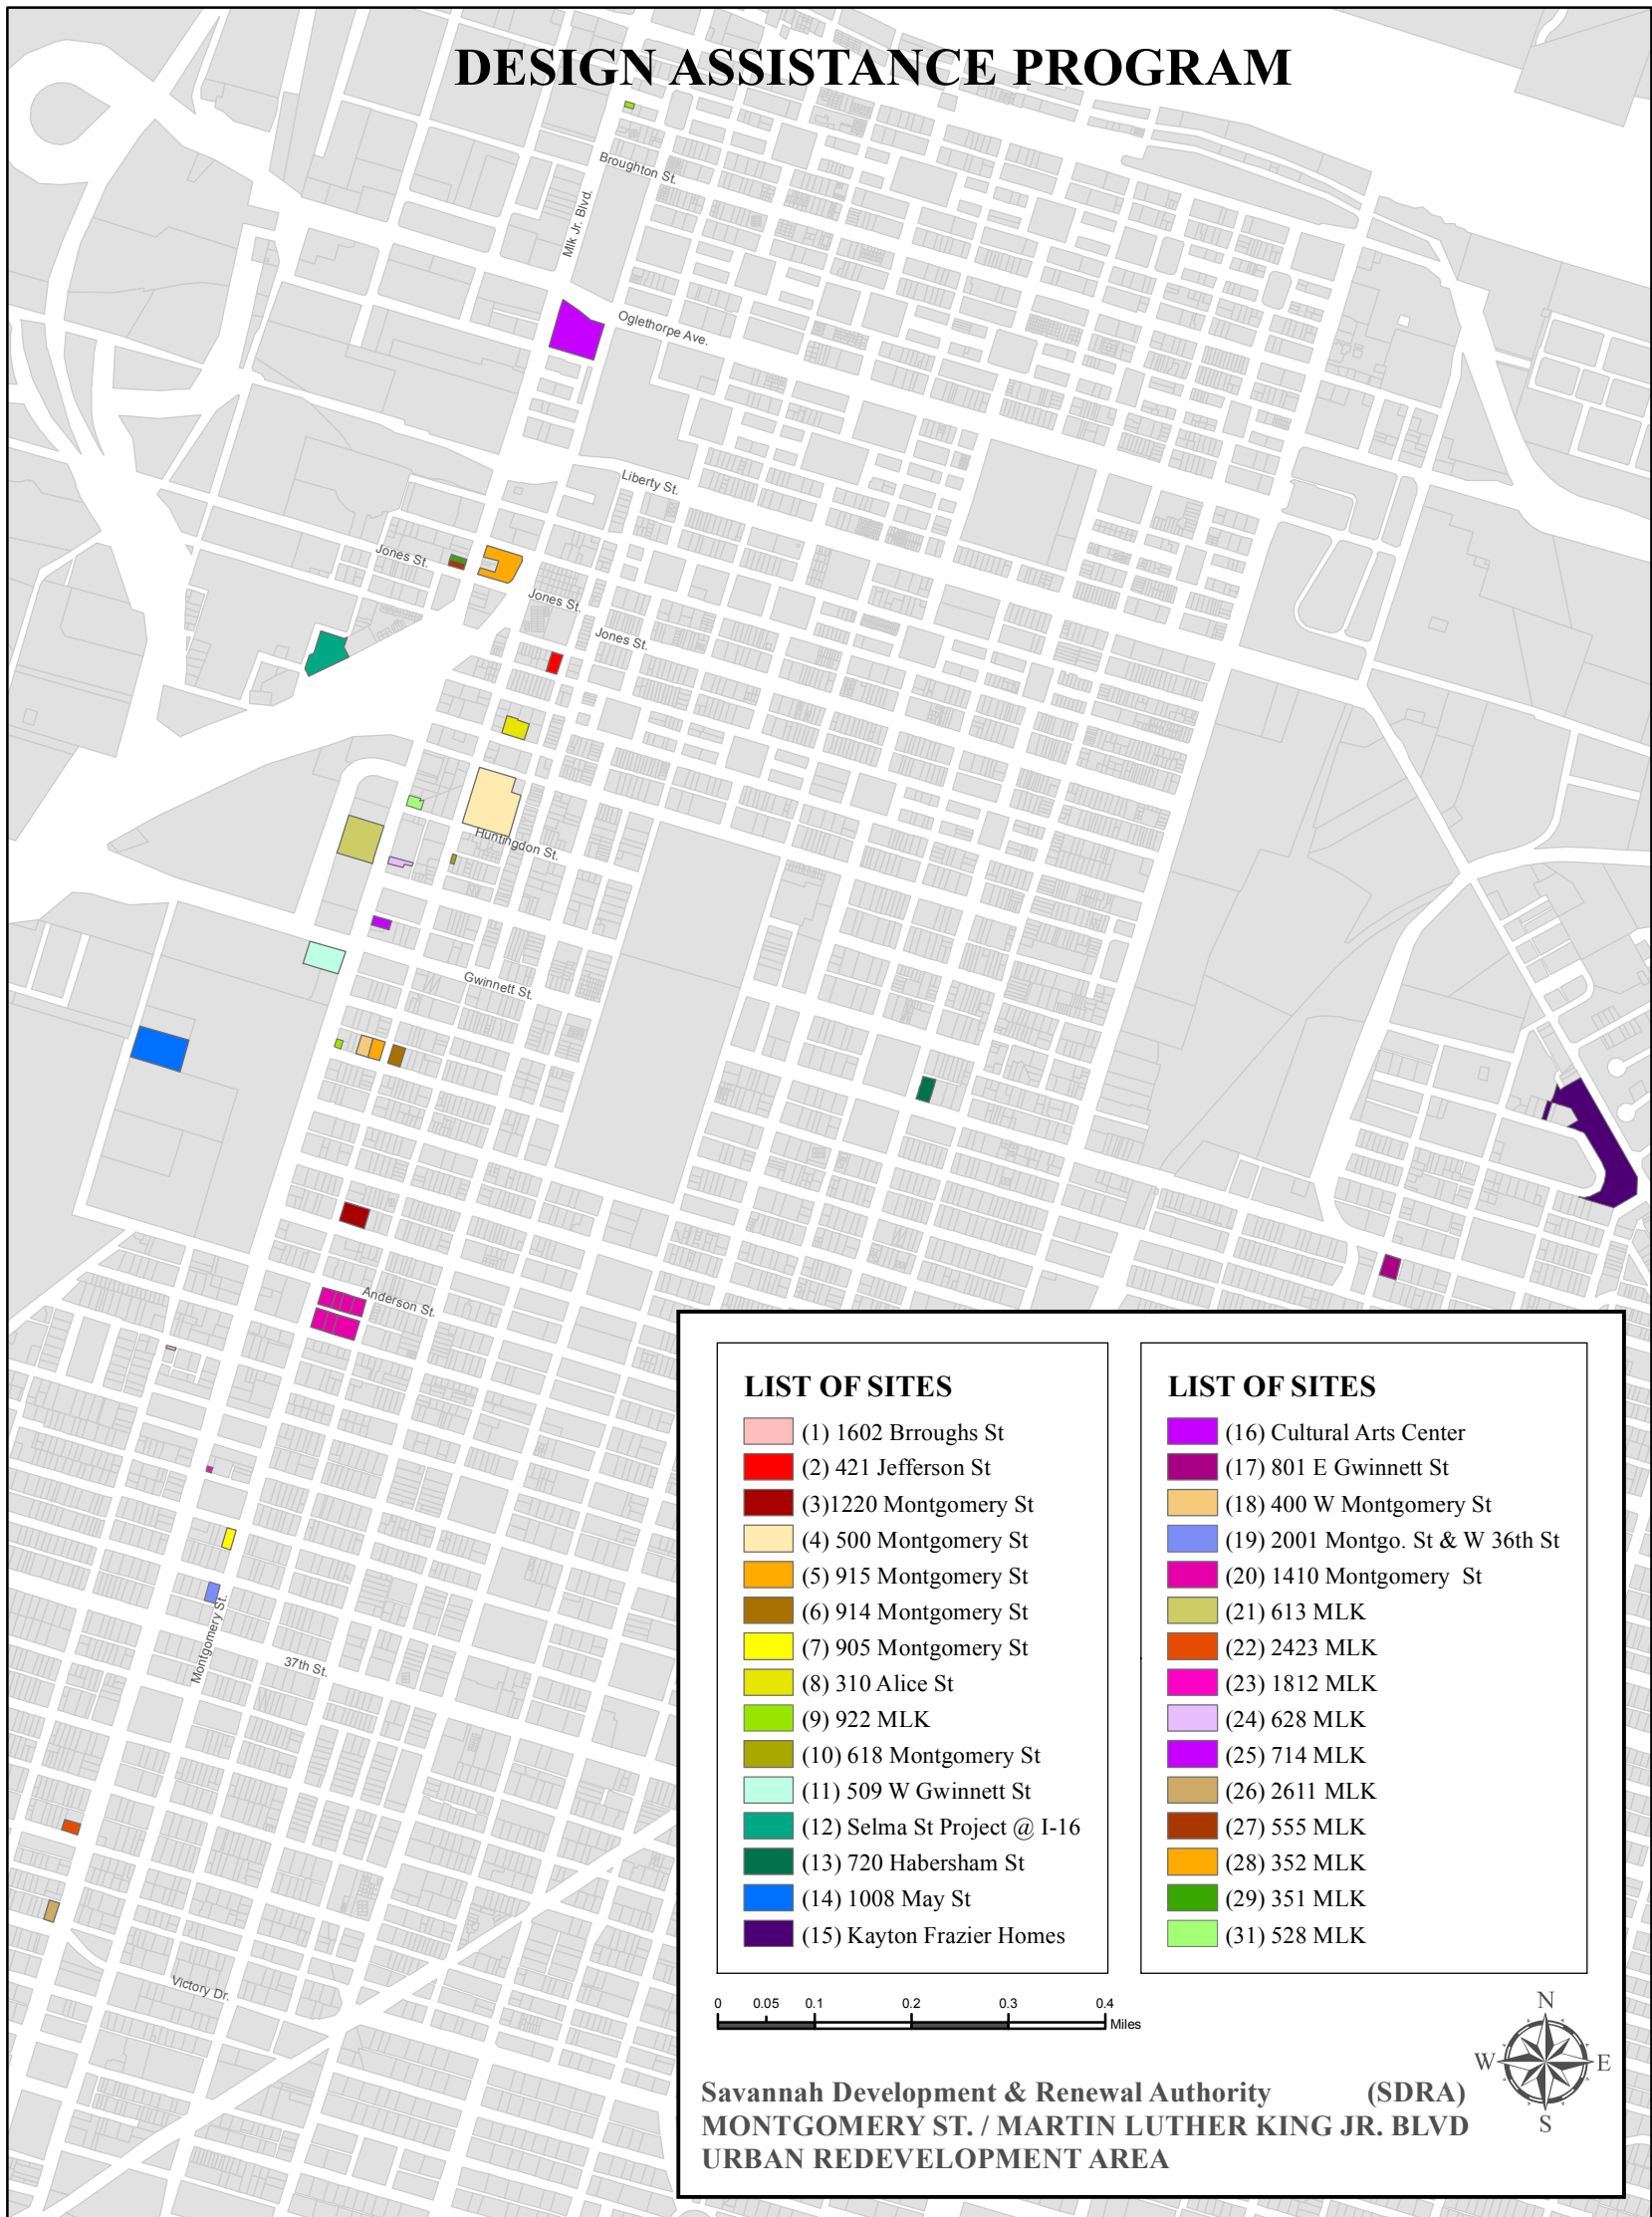 DESIGN ASSISTANCE PROGRAM
Broughton St.
Mlk Jr. Blvd.
Oglethorpe Ave.
Liberty St.
Jones St.
Jones St.
Jones St.
Huntingdon St.
Gwinnett St.
Anderson St.
Montgomery St.
37th St.
Victory Dr.
LIST OF SITES
(1) 1602 Brroughs St
(2) 421 Jefferson St
(3)1220 Montgomery St
(4) 500 Montgomery St
(5) 915 Montgomery St
(6) 914 Montgomery St
(7) 905 Montgomery St
(8) 310 Alice St
(9) 922 MLK
(10) 618 Montgomery St
(11) 509 W Gwinnett St
(12) Selma St Project @ I-16
(13) 720 Habersham St
(14) 1008 May St
(15) Kayton Frazier Homes
LIST OF SITES
(16) Cultural Arts Center
(17) 801 E Gwinnett St
(18) 400 W Montgomery St
(19) 2001 Montgo. St & W 36th St
(20) 1410 Montgomery St
(21) 613 MLK
(22) 2423 MLK
(23) 1812 MLK
(24) 628 MLK
(25) 714 MLK
(26) 2611 MLK
(27) 555 MLK
(28) 352 MLK
(29) 351 MLK
(31) 528 MLK
0 0.05 0.1 0.2 0.3 0.4
Miles
N
W E
S
Savannah Development & Renewal Authority (SDRA)
MONTGOMERY ST. / MARTIN LUTHER KING JR. BLVD
URBAN REDEVELOPMENT AREA